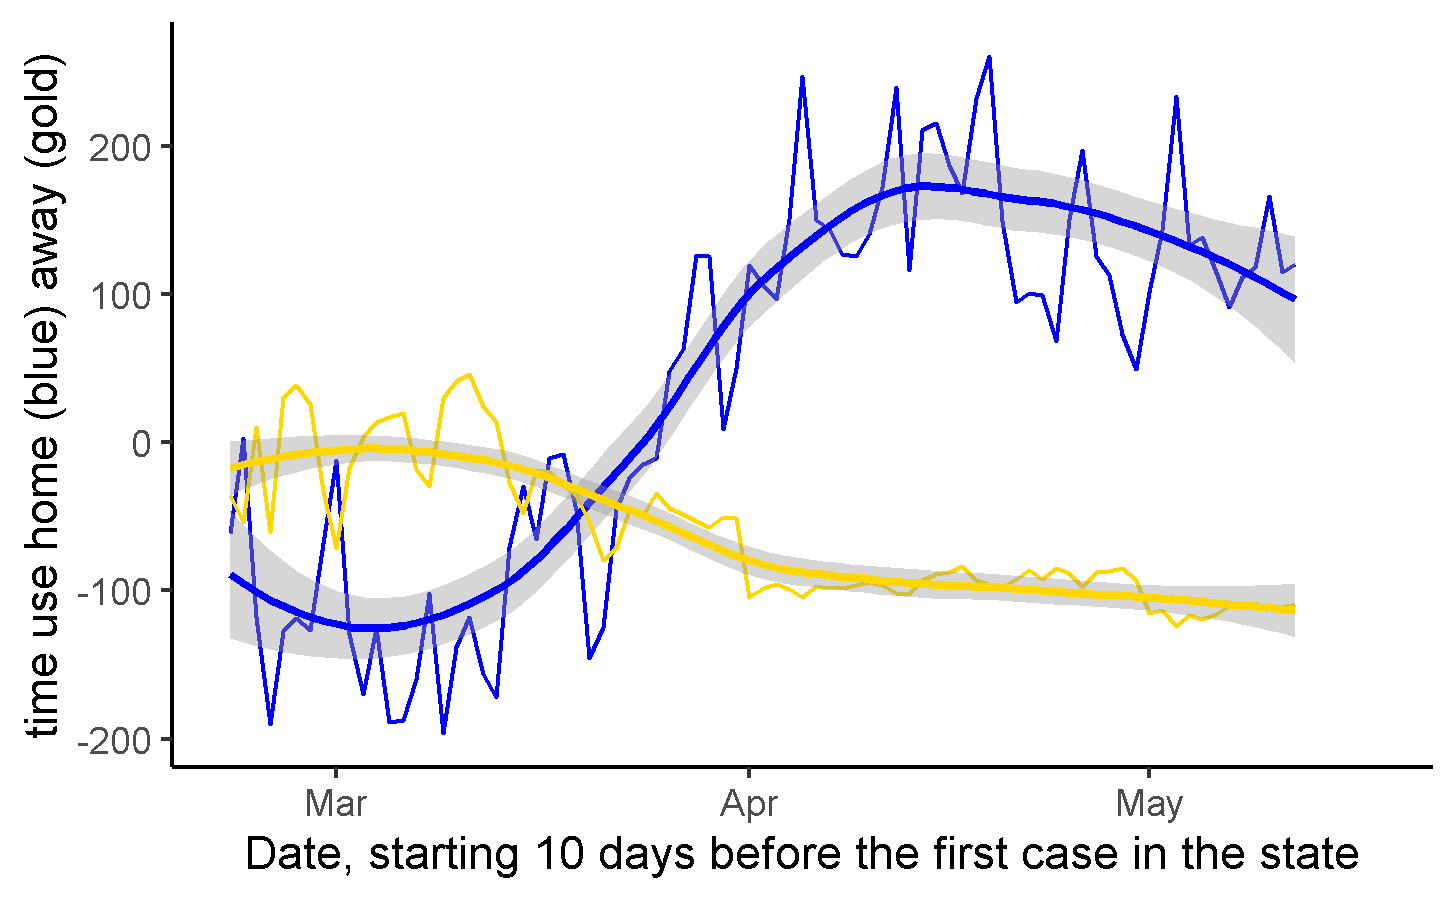 time use home (blue) away (gold)
200
100
0
-100
-200
Mar
Apr
May
Date, starting 10 days before the first case in the state